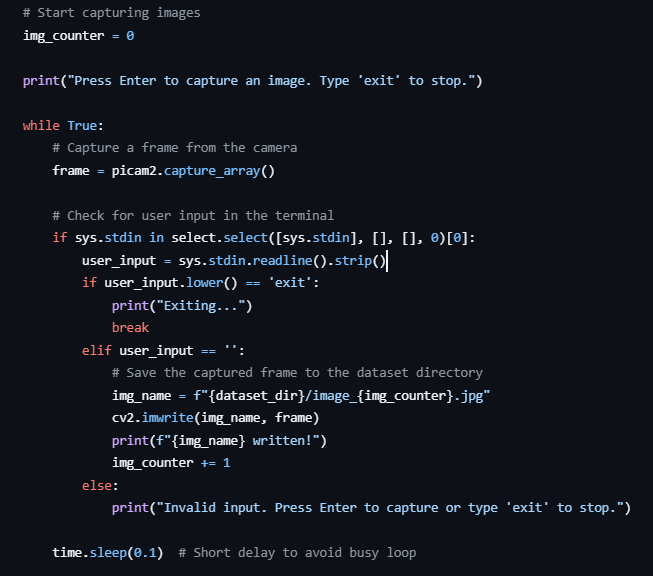 # Start capturing images
img_counter = 0
print("Press Enter to capture an image. Type 'exit' to stop.")
while True:
    # Capture a frame from the camera
    frame = picam2.capture_array()
    # Check for user input in the terminal
    if sys.stdin in select.select([sys.stdin], [], [], 0)[0]:
        user_input = sys.stdin.readline().strip()
        if user_input.lower() == 'exit':
            print("Exiting...")
            break
        elif user_input == '':
            # Save the captured frame to the dataset directory
            img_name = f"{dataset_dir}/image_{img_counter}.jpg"
            cv2.imwrite(img_name, frame)
            print(f"{img_name} written!")
            img_counter += 1
        else:
            print("Invalid input. Press Enter to capture or type 'exit' to stop.")
    time.sleep(0.1)  # Short delay to avoid busy loop